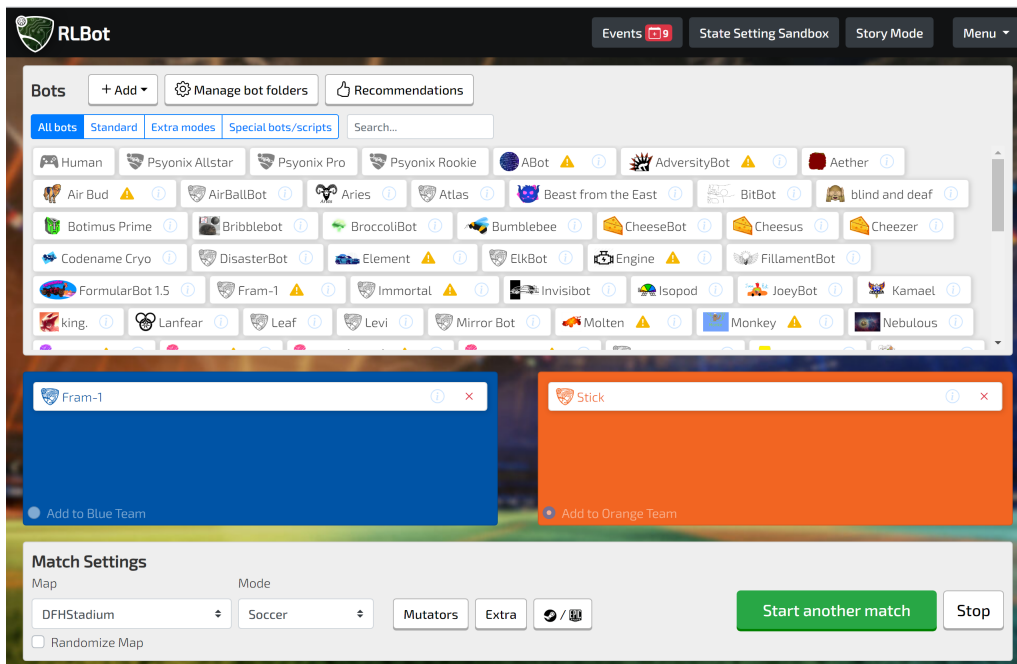 RLBot Events 9 State Setting Sandbox Story Mode Menu
Bots + Add Manage bot folders Recommendations
All bots Standard Extra modes Special bots/scripts Search...
Human Psyonix Allstar Psyonix Pro Psyonix Rookie ABot AdversityBot Aether
Air Bud AirBallBot Aries Atlas Beast from the East BitBot blind and deaf
Botimus Prime Bribblebot BroccoliBot Bumblebee CheeseBot Cheesus Cheezer
Codename Cryo DisasterBot Element ElkBot Engine FillamentBot
FormularBot 1.5 Fram-1 Immortal Invisibot Isopod JoeyBot Kamael
king. Lanfear Leaf Levi Mirror Bot Molten Monkey Nebulous
Fram-1 Stick
Add to Blue Team Add to Orange Team
Match Settings
Map Mode
DFHStadium Soccer Mutators Extra / Start another match Stop
Randomize Map